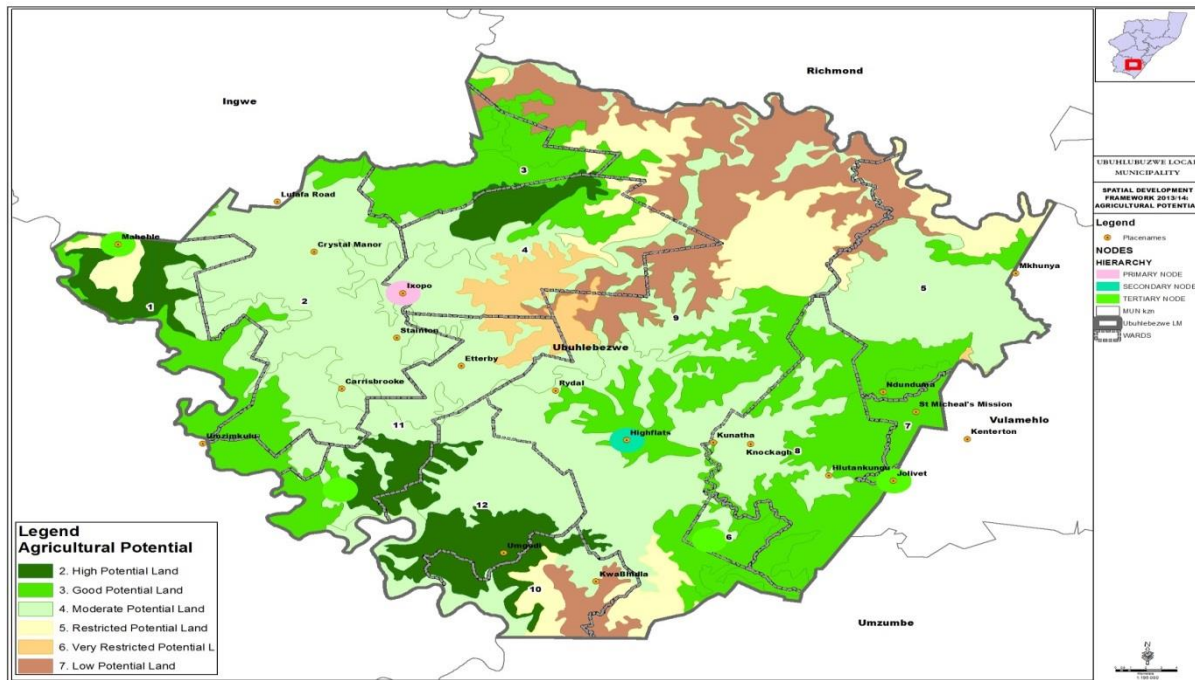 Richmond
Ingwe
3
Lufafa Road
Mahehle
Crystal Manor
4
Mkhunya
1
2
Ixopo
5
9
Stainton
Ubuhlebezwe
Etterby
Rydal
Carrisbrooke
Ndunduma
St Micheal's Mission
11
7
Vulamehlo
Umzimkulu
Highflats
Kunatha
Kenterton
Knockagh
8
Hlutankungu
Jolivet
12
6
KwaBhidla
10
Umzumbe
Legend
Agricultural Potential
2. High Potential Land
3. Good Potential Land
4. Moderate Potential Land
5. Restricted Potential Land
6. Very Restricted Potential L
7. Low Potential Land
UBUHLUBUZWE LOCAL
MUNICIPALITY
SPATIAL DEVELOPMENT
FRAMEWORK 2013/14:
AGRICULTURAL POTENTIA
Legend
Placenames
NODES
HIERARCHY
PRIMARY NODE
SECONDARY NODE
TERTIARY NODE
MUN kzn
Ubuhlebezwe LM
WARDS